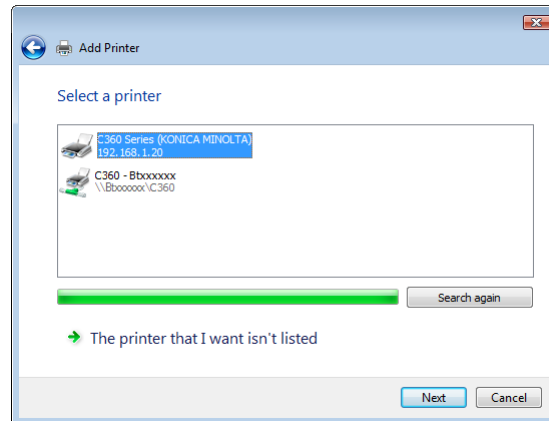 Add Printer
Select a printer
C360 Series (KONICA MINOLTA)
192.168.1.20
C360 - Btxxxxxx
\\Btxxxxxx\C360
Search again
The printer that I want isn't listed
Next
Cancel